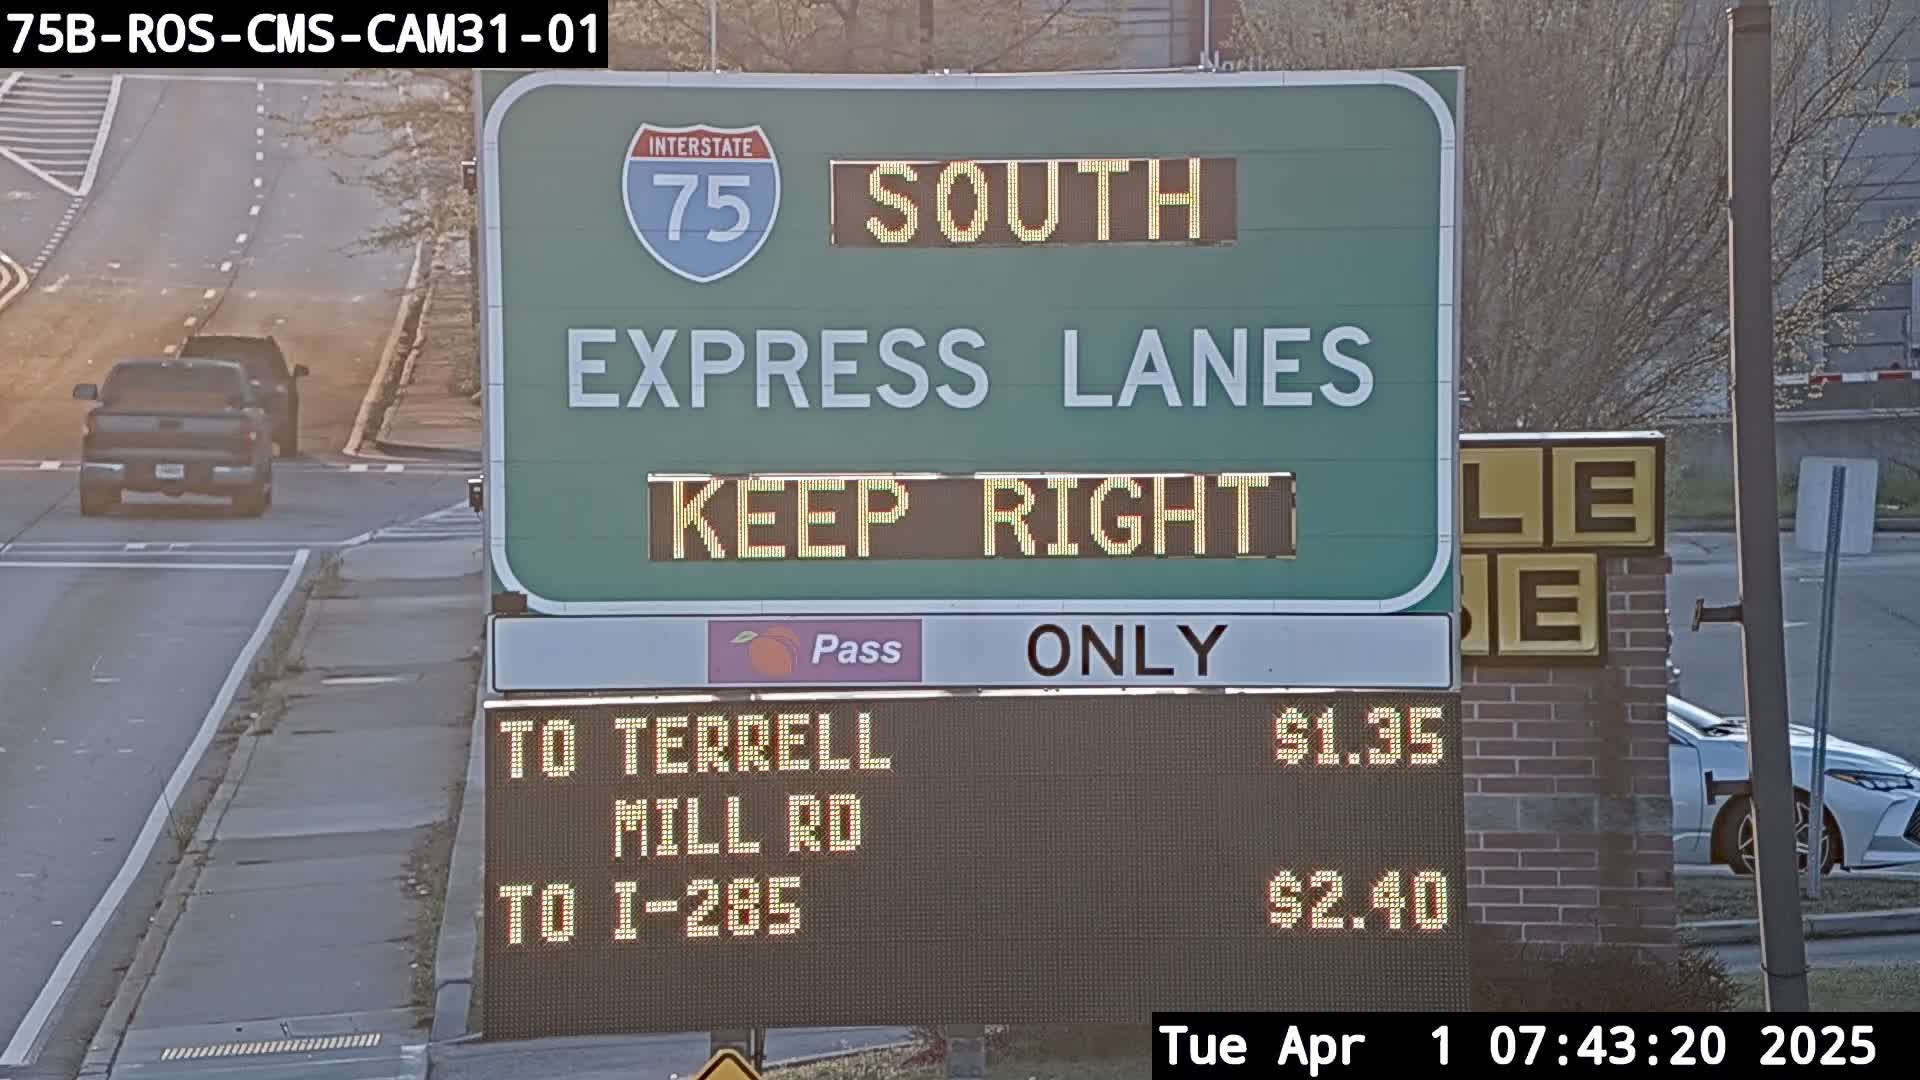 75B-ROS-CMS-CAM31-01
INTERSTATE
75
SOUTH
EXPRESS LANES
KEEP RIGHT
Pass ONLY
TO TERRELL $1.35
MILL RD
TO I-285 $2.40
LE
E
Tue Apr 1 07:43:20 2025